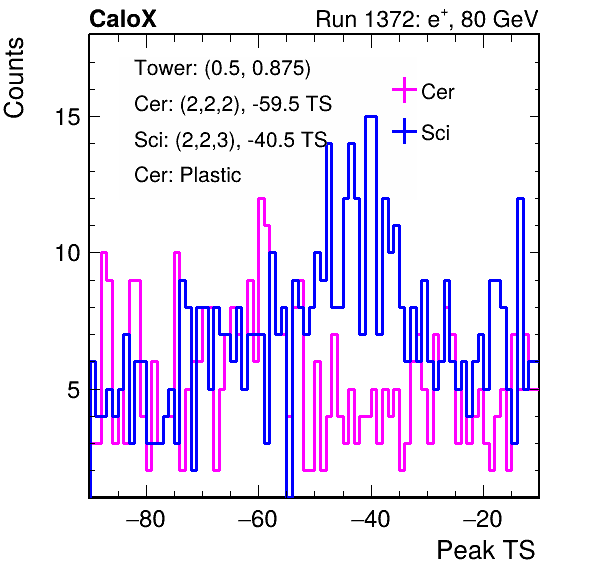 CaloX Run 1372: e⁺, 80 GeV
Counts
Tower: (0.5, 0.875)
Cer: (2,2,2), -59.5 TS
Sci: (2,2,3), -40.5 TS
Cer: Plastic
Cer
Sci
15
10
5
−80 −60 −40 −20
Peak TS